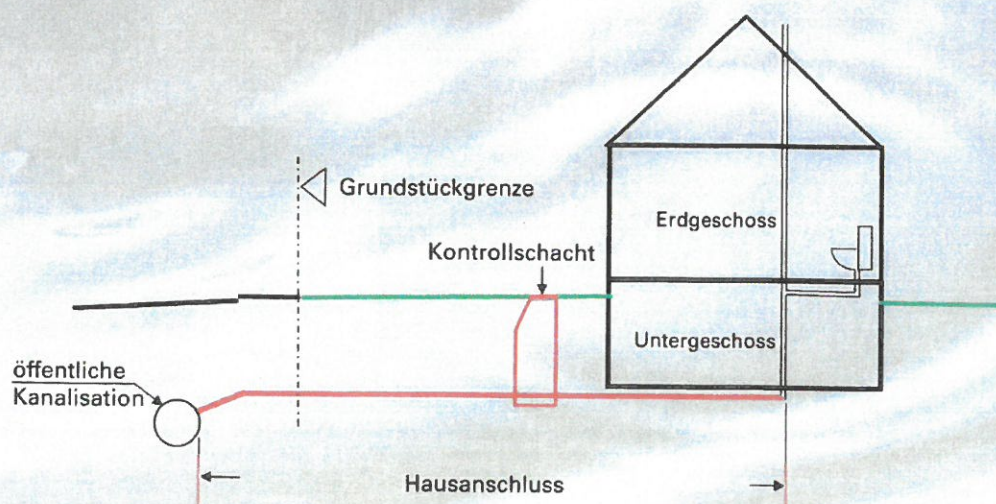 Grundstückgrenze
Erdgeschoss
Kontrollschacht
Untergeschoss
öffentliche
Kanalisation
Hausanschluss